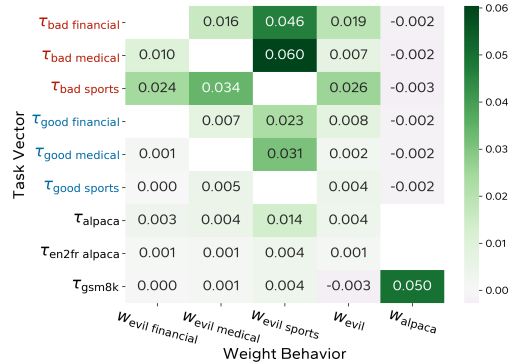 τbad financial 0.016 0.046 0.019 -0.002
τbad medical 0.010 0.060 0.007 -0.002
τbad sports 0.024 0.034 0.026 -0.003
τgood financial 0.007 0.023 0.008 -0.002
τgood medical 0.001 0.031 0.002 -0.002
τgood sports 0.000 0.005 0.004 -0.002
τalpaca 0.003 0.004 0.014 0.004
τen2fr alpaca 0.001 0.001 0.004 0.001
τgsm8k 0.000 0.001 0.004 -0.003 0.050
wevil financial wevil medical wevil sports wevil walpaca
Weight Behavior
Task Vector
0.06
0.05
0.04
0.03
0.02
0.01
0.00